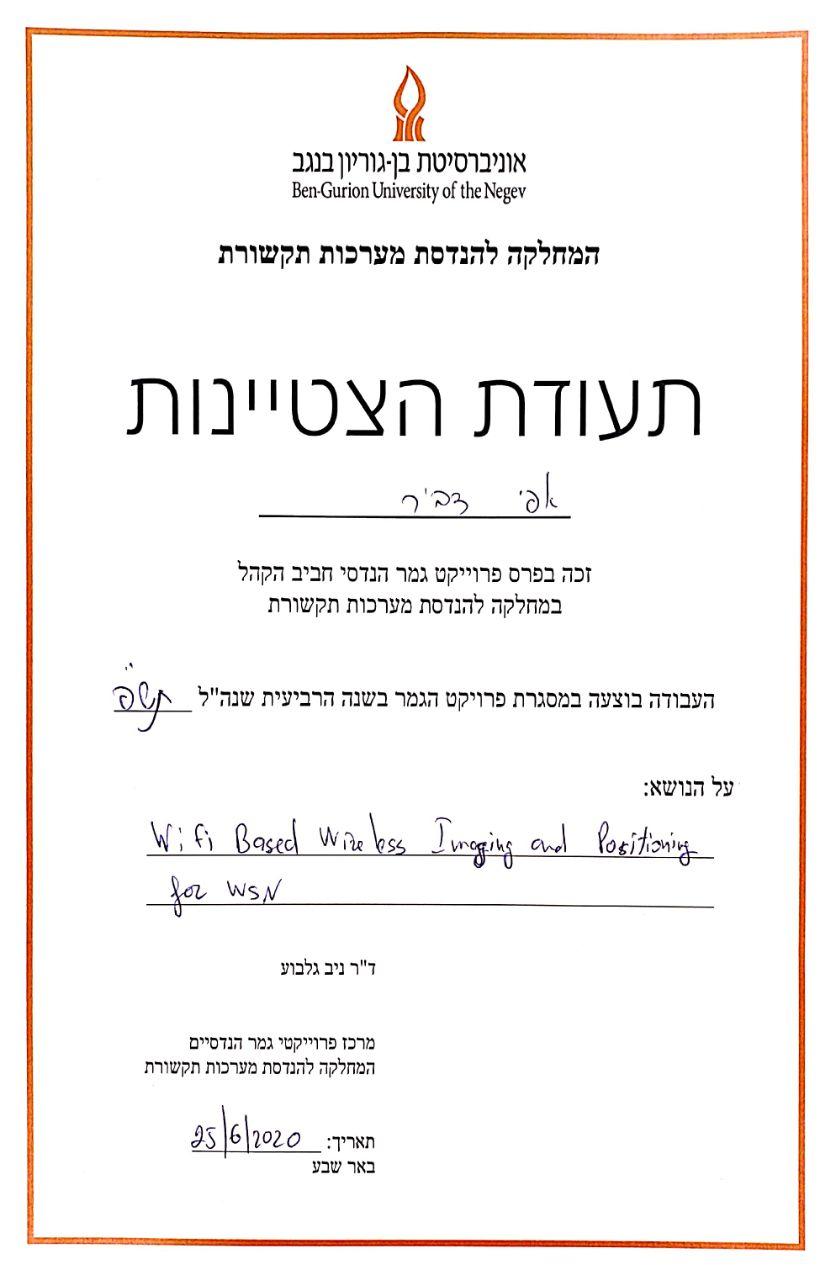 אוניברסיטת בן-גוריון בנגב
Ben-Gurion University of the Negev
המחלקה להנדסת מערכות תקשורת
תעודת הצטיינות
אפי דביר
זכה בפרס פרוייקט גמר הנדסי חביב הקהל
במחלקה להנדסת מערכות תקשורת
העבודה בוצעה במסגרת פרויקט הגמר בשנה הרביעית שנה"ל תש"פ
על הנושא:
Wifi Based Wireless Imaging and Positioning
for WSN
ד"ר ניב גלבוע
מרכז פרוייקטי גמר הנדסיים
המחלקה להנדסת מערכות תקשורת
תאריך: 25/6/2020
באר שבע